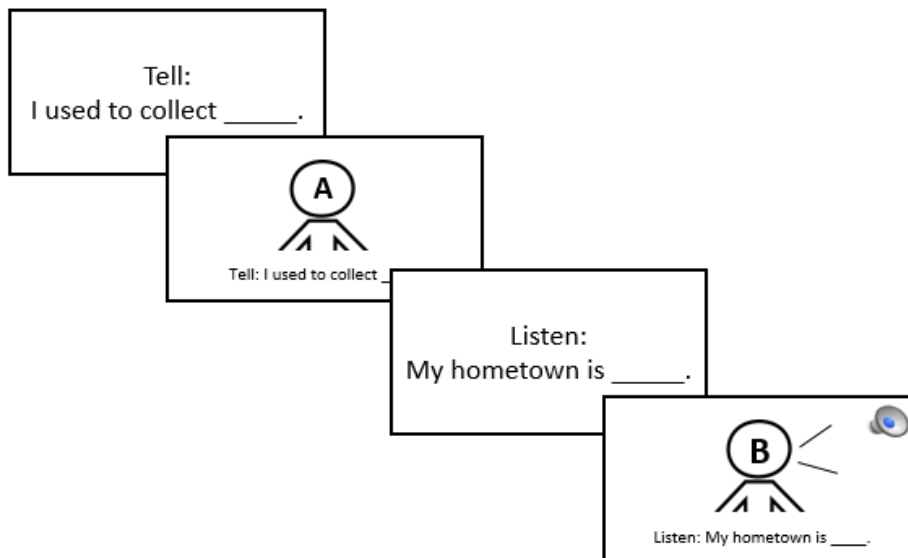 Tell:
I used to collect _____.
A
Tell: I used to collect _
Listen:
My hometown is _____.
B
Listen: My hometown is ____.